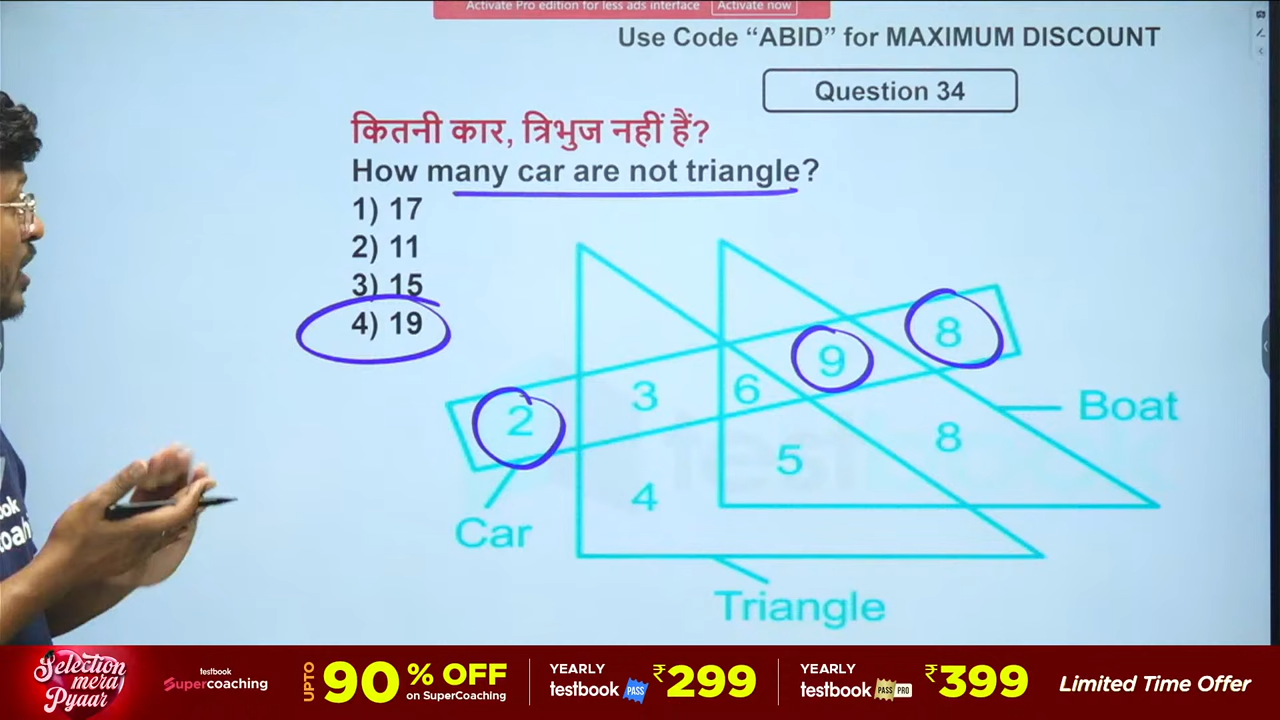 Activate Pro edition for less ads interface Activate now
Use Code “ABID” for MAXIMUM DISCOUNT
Question 34
कितनी कार, त्रिभुज नहीं हैं?
How many car are not triangle?
1) 17
2) 11
3) 15
4) 19
8
9
6
3
2
Boat
8
5
4
Car
Triangle
Selection mera Pyaar
testbook
Supercoaching
UPTO 90% OFF on SuperCoaching
YEARLY testbook PASS ₹299
YEARLY testbook PASS PRO ₹399
Limited Time Offer